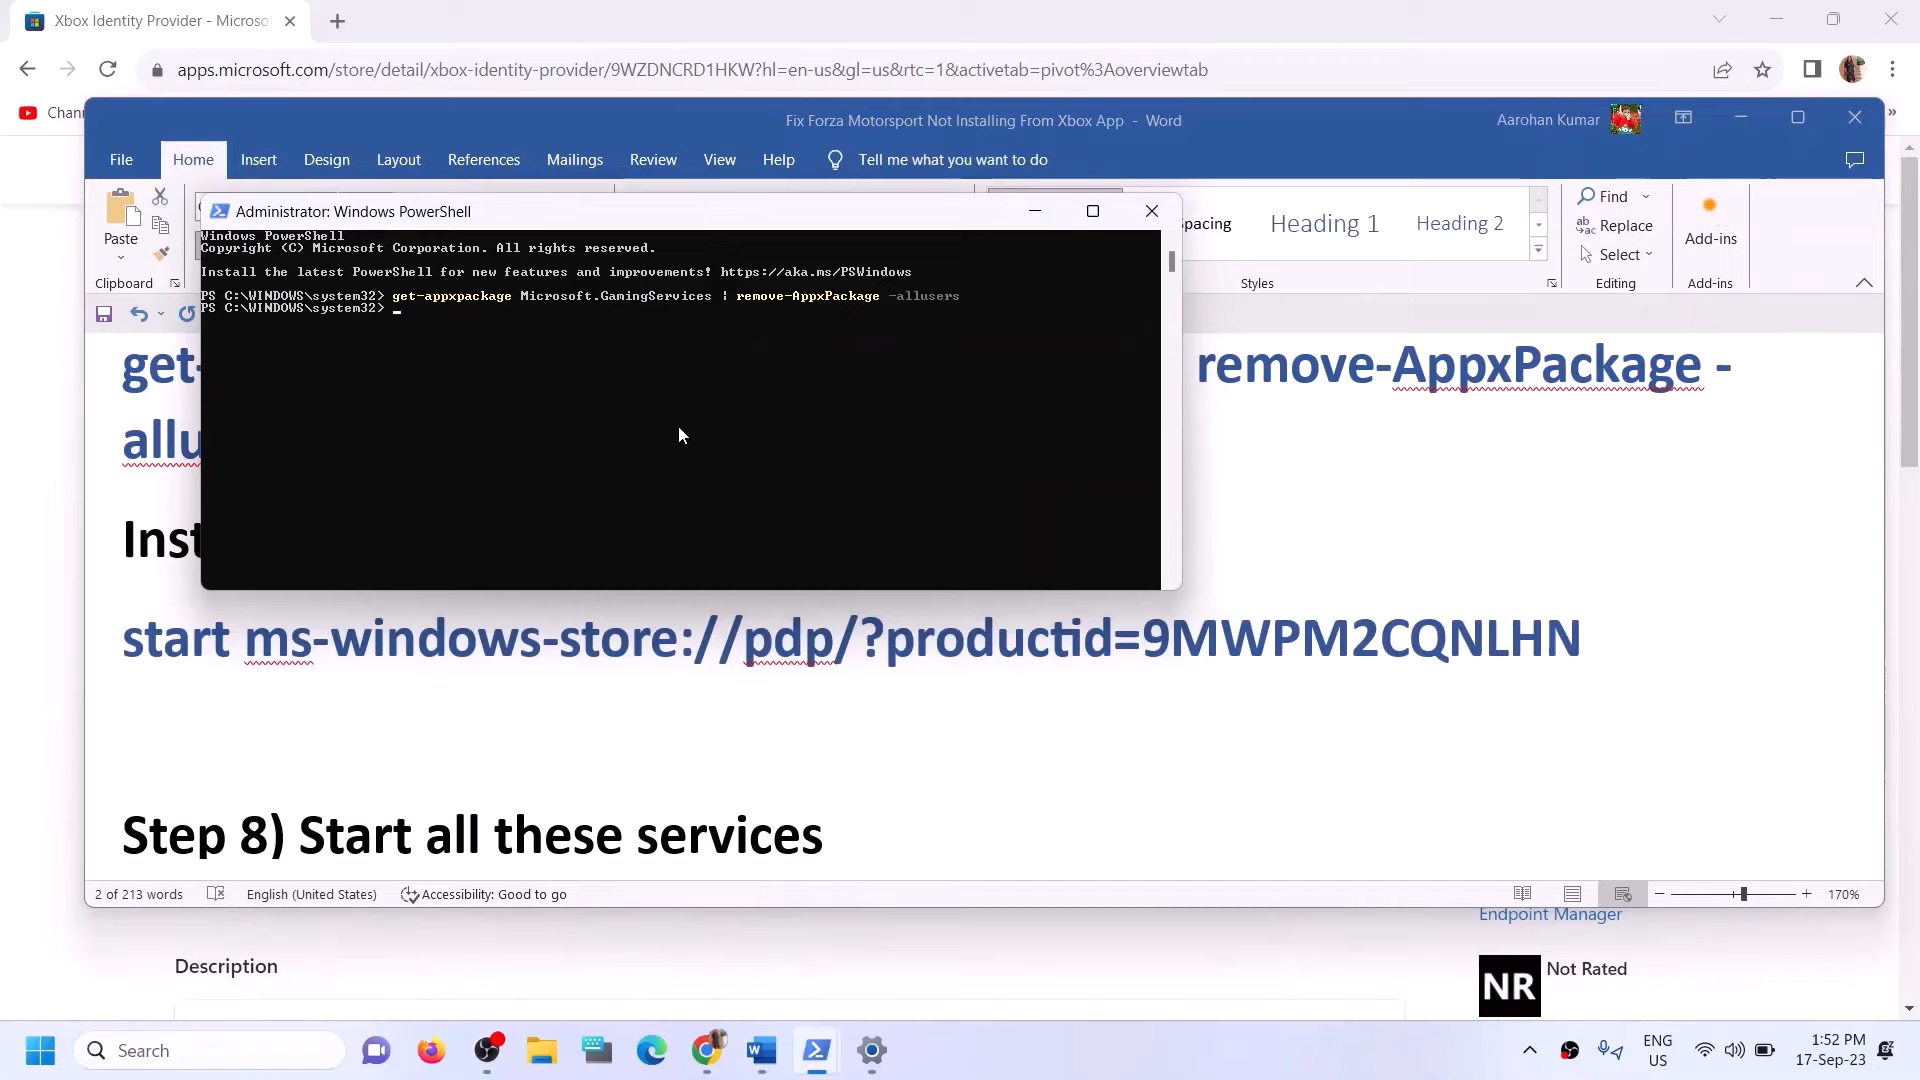 Xbox Identity Provider - Microso
apps.microsoft.com/store/detail/xbox-identity-provider/9WZDNCRD1HKW?hl=en-us&gl=us&rtc=1&activetab=pivot%3Aoverviewtab
Chann
Fix Forza Motorsport Not Installing From Xbox App - Word
Aarohan Kumar
File Home Insert Design Layout References Mailings Review View Help Tell me what you want to do
Paste
Clipboard
Spacing
Heading 1
Heading 2
Styles
Find
Replace
Select
Editing
Add-ins
Add-ins
Administrator: Windows PowerShell
Windows PowerShell
Copyright (C) Microsoft Corporation. All rights reserved.
Install the latest PowerShell for new features and improvements! https://aka.ms/PSWindows
PS C:\WINDOWS\system32> get-appxpackage Microsoft.GamingServices | remove-AppxPackage -allusers
PS C:\WINDOWS\system32>
get- remove-AppxPackage -
allu
Inst
start ms-windows-store://pdp/?productid=9MWPM2CQNLHN
Step 8) Start all these services
2 of 213 words English (United States) Accessibility: Good to go 170%
Endpoint Manager
Description
NR Not Rated
Search
ENG
US
1:52 PM
17-Sep-23